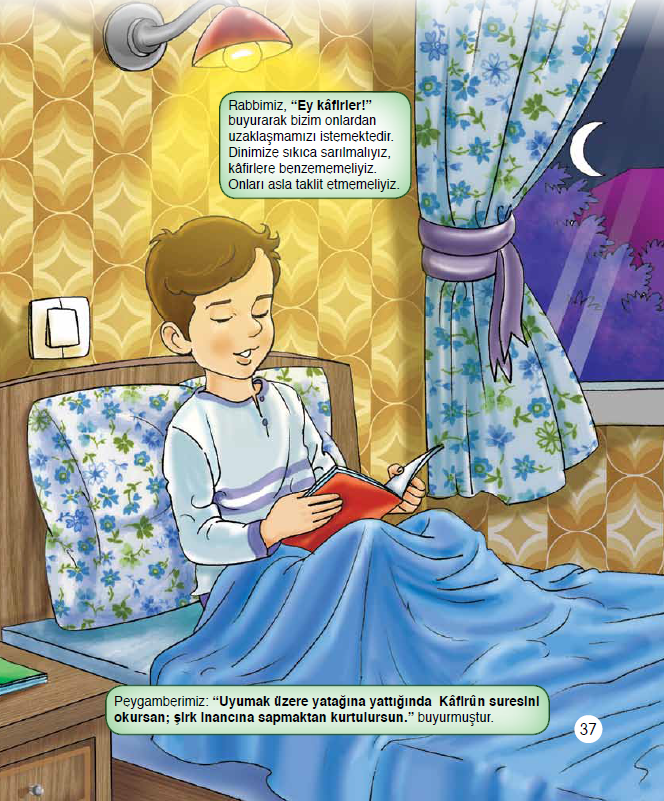 Rabbimiz, “Ey kâfirler!”
buyurarak bizim onlardan
uzaklaşmamızı istemektedir.
Dinimize sıkıca sarılmalıyız,
kâfirlere benzememeliyiz.
Onları asla taklit etmemeliyiz.
Peygamberimiz: “Uyumak üzere yatağına yattığında Kâfirûn suresini
okursan; şirk inancına sapmaktan kurtulursun.” buyurmuştur.
37